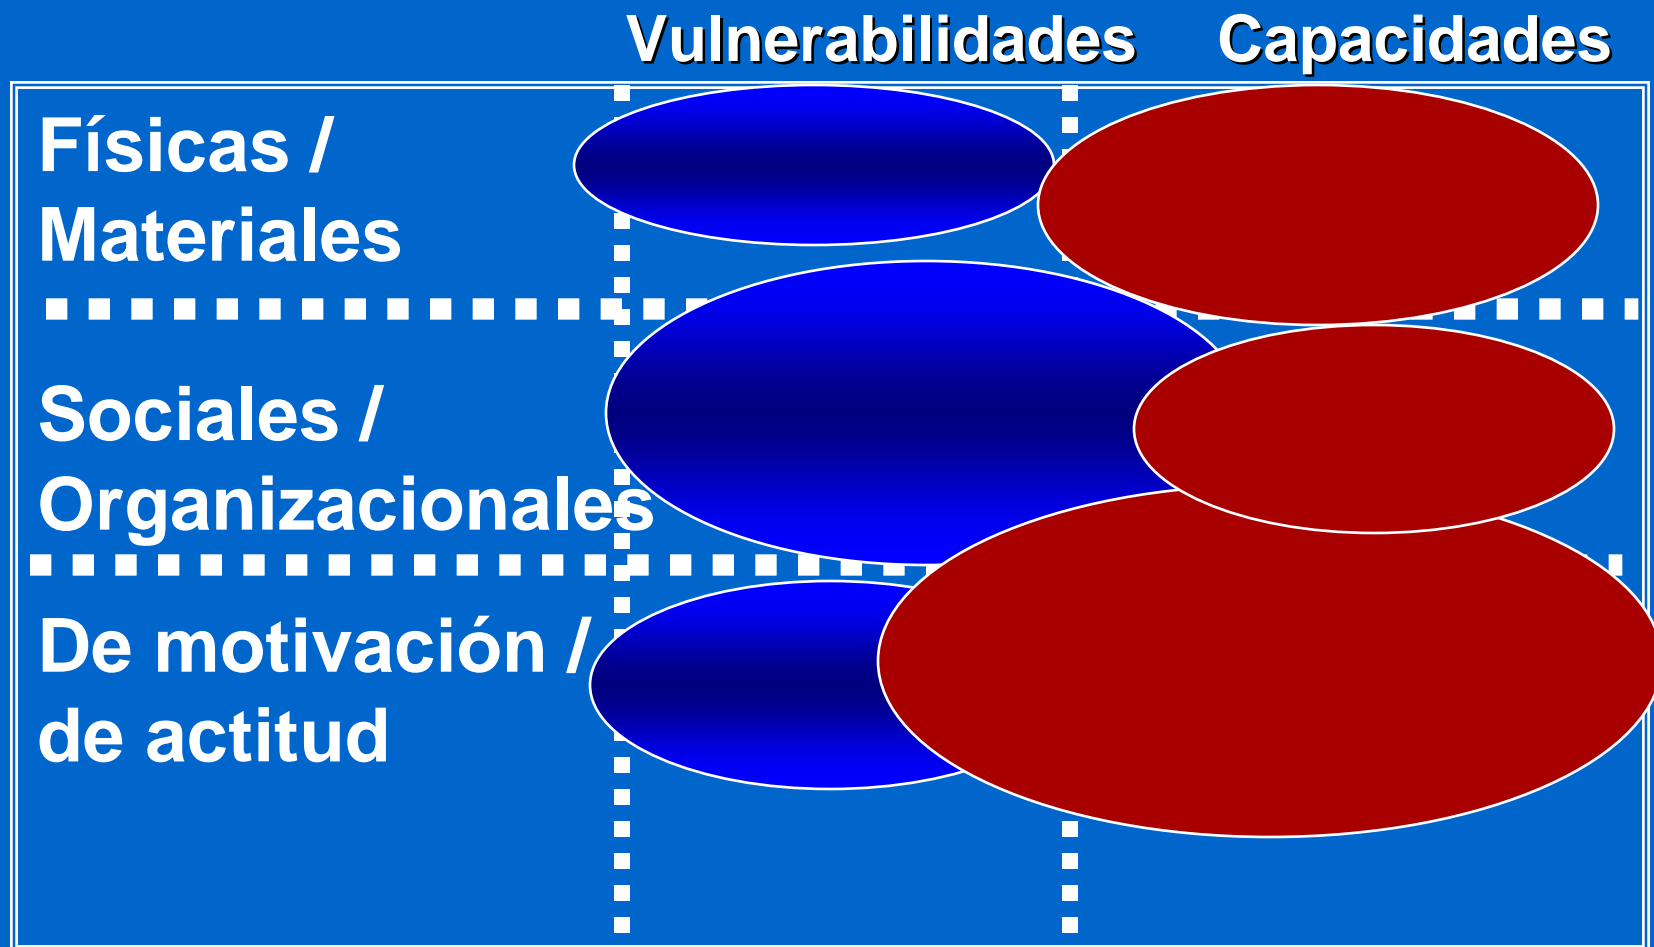 Vulnerabilidades Capacidades
Físicas /
Materiales
Sociales /
Organizacionales
De motivación /
de actitud